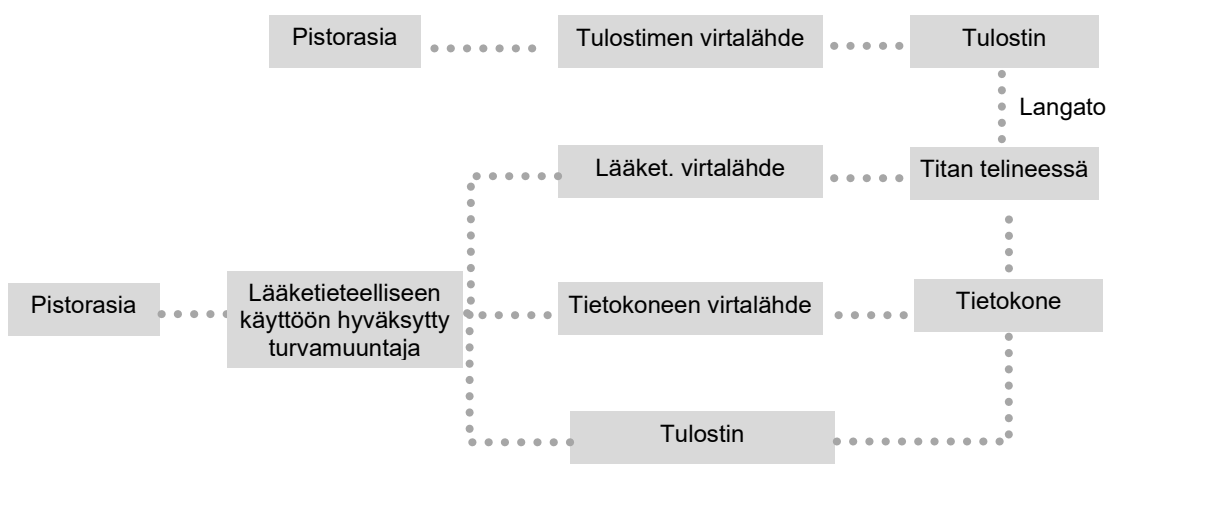 Pistorasia
Tulostimen virtalähde
Tulostin
Langato
Lääket. virtalähde
Titan telineessä
Pistorasia
Lääketieteelliseen
käyttöön hyväksytty
turvamuuntaja
Tietokoneen virtalähde
Tietokone
Tulostin